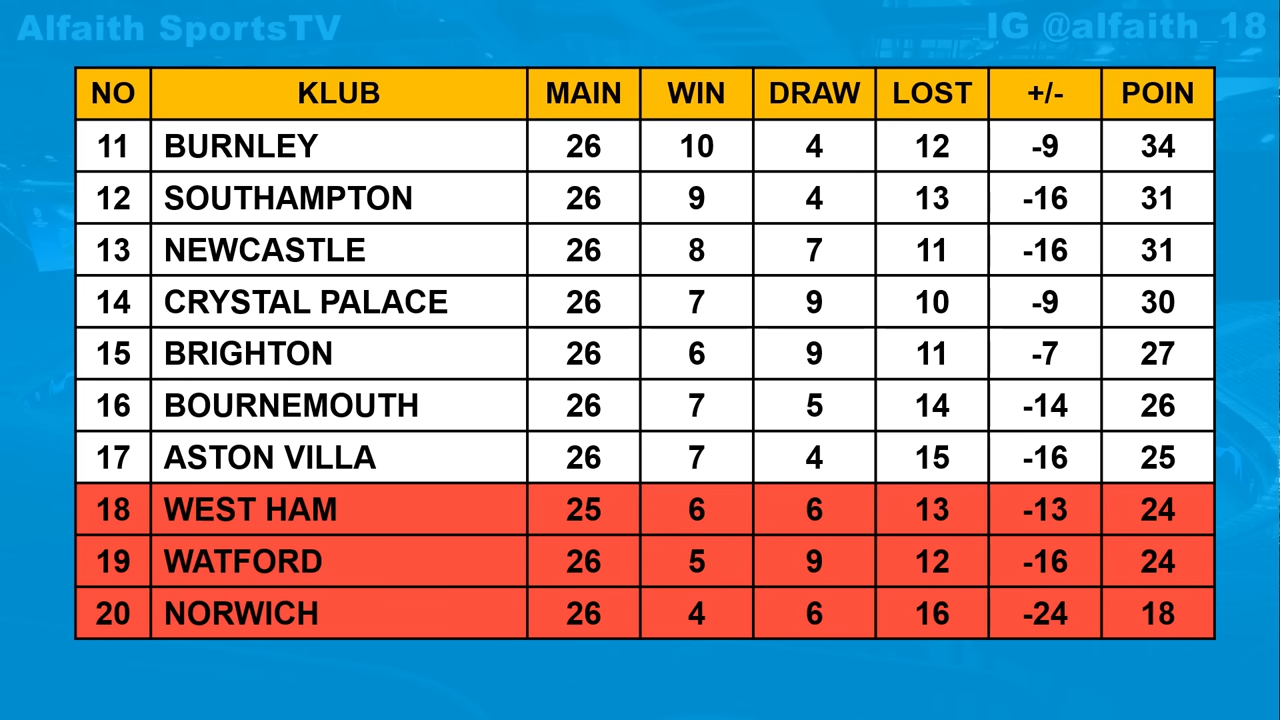 Alfaith SportsTV IG @alfaith_18
NO KLUB MAIN WIN DRAW LOST +/- POIN
11 BURNLEY 26 10 4 12 -9 34
12 SOUTHAMPTON 26 9 4 13 -16 31
13 NEWCASTLE 26 8 7 11 -16 31
14 CRYSTAL PALACE 26 7 9 10 -9 30
15 BRIGHTON 26 6 9 11 -7 27
16 BOURNEMOUTH 26 7 5 14 -14 26
17 ASTON VILLA 26 7 4 15 -16 25
18 WEST HAM 25 6 6 13 -13 24
19 WATFORD 26 5 9 12 -16 24
20 NORWICH 26 4 6 16 -24 18